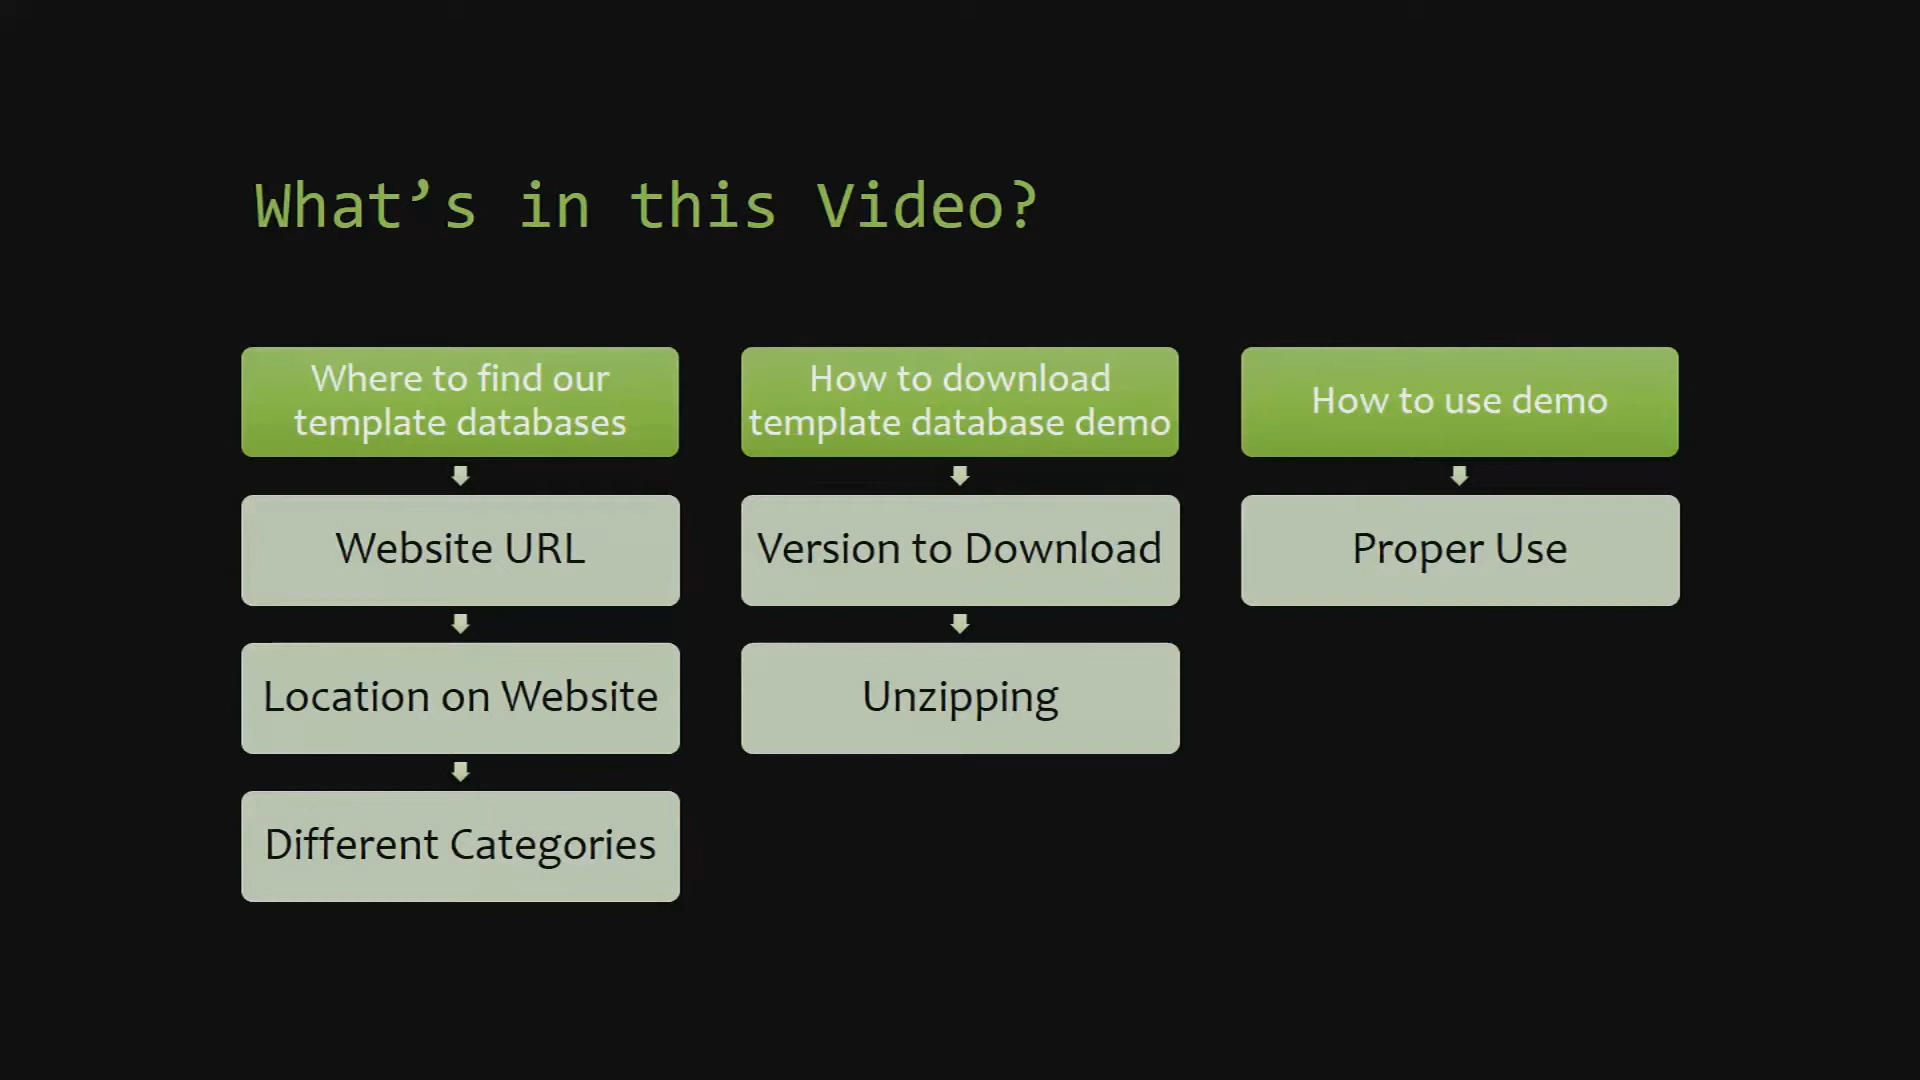 What’s in this Video?
Where to find our
template databases
Website URL
Location on Website
Different Categories
How to download
template database demo
Version to Download
Unzipping
How to use demo
Proper Use